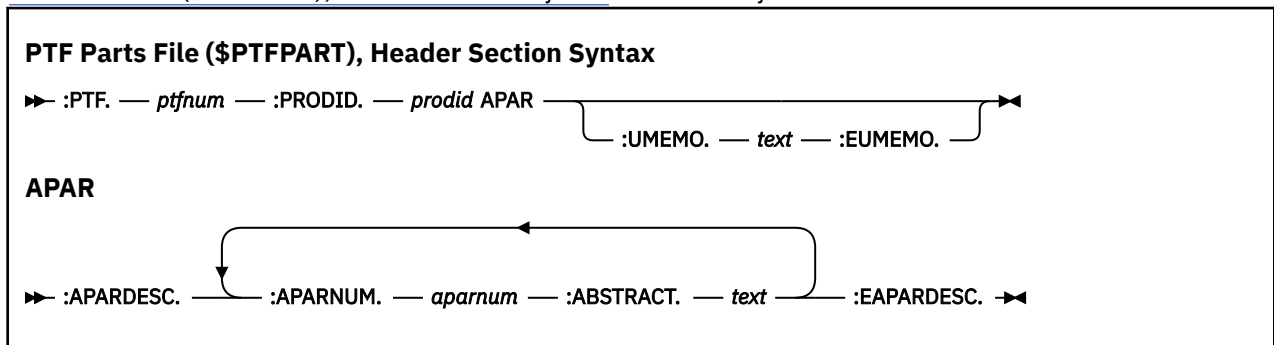 PTF Parts File ($PTFPART), Header Section Syntax
:PTF. ptfnum :PRODID. prodid APAR
:UMEMO. text :EUMEMO.
APAR
:APARDESC. :APARNUM. aparnum :ABSTRACT. text :EAPARDESC.